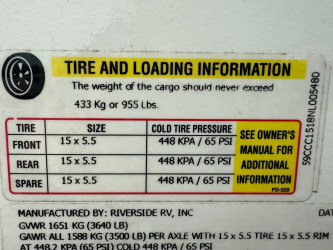 TIRE AND LOADING INFORMATION
The weight of the cargo should never exceed
433 Kg or 955 Lbs.
TIRE SIZE COLD TIRE PRESSURE
FRONT 15 x 5.5 448 KPA / 65 PSI
REAR 15 x 5.5 448 KPA / 65 PSI
SPARE 15 x 5.5 448 KPA / 65 PSI
SEE OWNER'S
MANUAL FOR
ADDITIONAL
INFORMATION
PD-320
59CCC1518NL005480
MANUFACTURED BY: RIVERSIDE RV, INC
DAT
GVWR 1651 KG (3640 LB)
GAWR ALL 1588 KG (3500 LB) PER AXLE WITH 15 x 5.5 TIRE 15 x 5.5 RIM
AT 448.2 KPA (65 PSI) COLD 448 KPA / 65 PSI